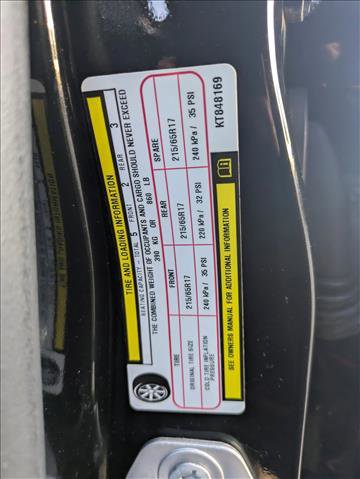 TIRE AND LOADING INFORMATION
SEATING CAPACITY - TOTAL 5 FRONT 2 REAR 3
THE COMBINED WEIGHT OF OCCUPANTS AND CARGO SHOULD NEVER EXCEED
390 KG OR 860 LB
TIRE FRONT REAR SPARE
ORIGINAL TIRE SIZE 215/65R17 215/65R17 215/65R17
COLD TIRE INFLATION PRESSURE 240 kPa / 35 PSI 220 kPa / 32 PSI 240 kPa / 35 PSI
SEE OWNERS MANUAL FOR ADDITIONAL INFORMATION
KT848169